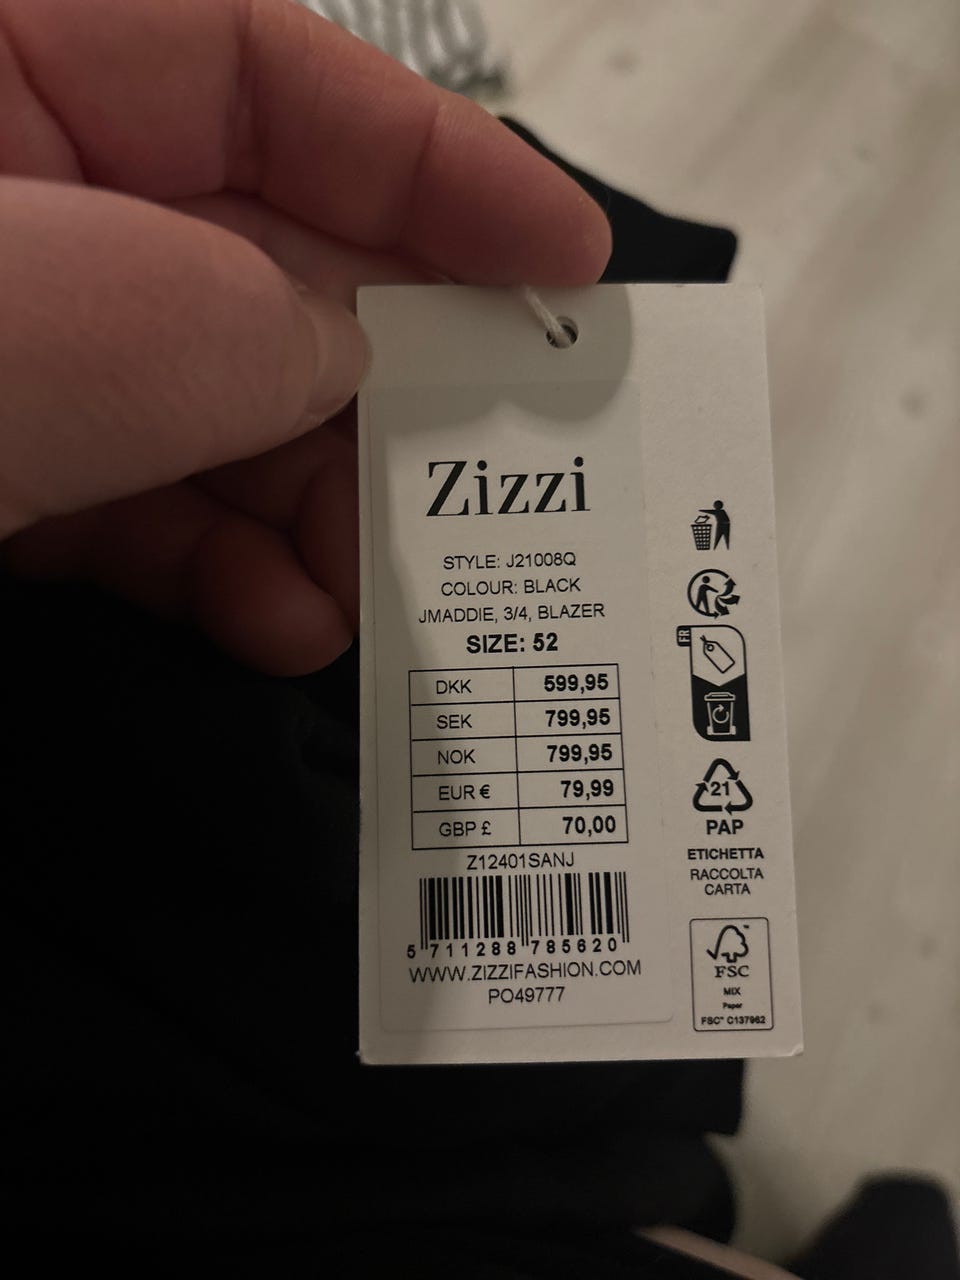 Zizzi
STYLE: J21008Q
COLOUR: BLACK
JMADDIE, 3/4, BLAZER
SIZE: 52
DKK 599,95
SEK 799,95
NOK 799,95
EUR € 79,99
GBP £ 70,00
Z12401SANJ
5 711288 785620
WWW.ZIZZIFASHION.COM
PO49777
FR
21
PAP
ETICHETTA
RACCOLTA
CARTA
FSC
MIX
Paper
FSC™ C137962